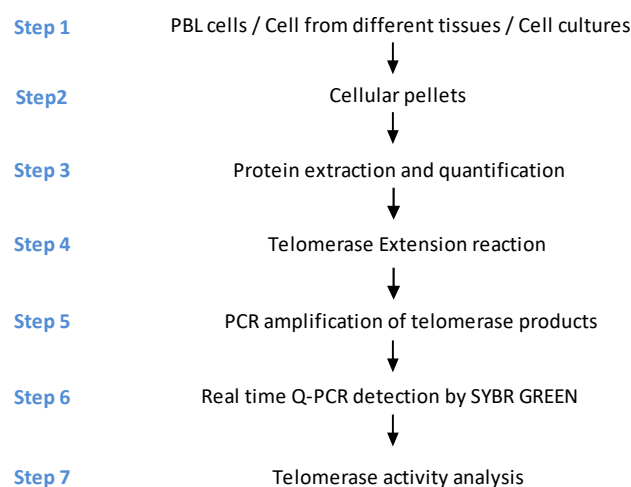 Step 1 PBL cells / Cell from different tissues / Cell cultures
Step2 Cellular pellets
Step 3 Protein extraction and quantification
Step 4 Telomerase Extension reaction
Step 5 PCR amplification of telomerase products
Step 6 Real time Q-PCR detection by SYBR GREEN
Step 7 Telomerase activity analysis